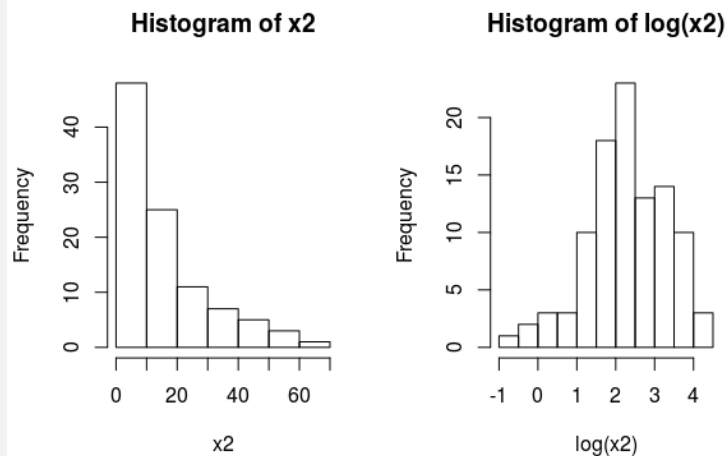 Histogram of x2
Frequency
0 10 20 30 40
0 20 40 60
x2
Histogram of log(x2)
Frequency
0 5 10 15 20
-1 0 1 2 3 4
log(x2)